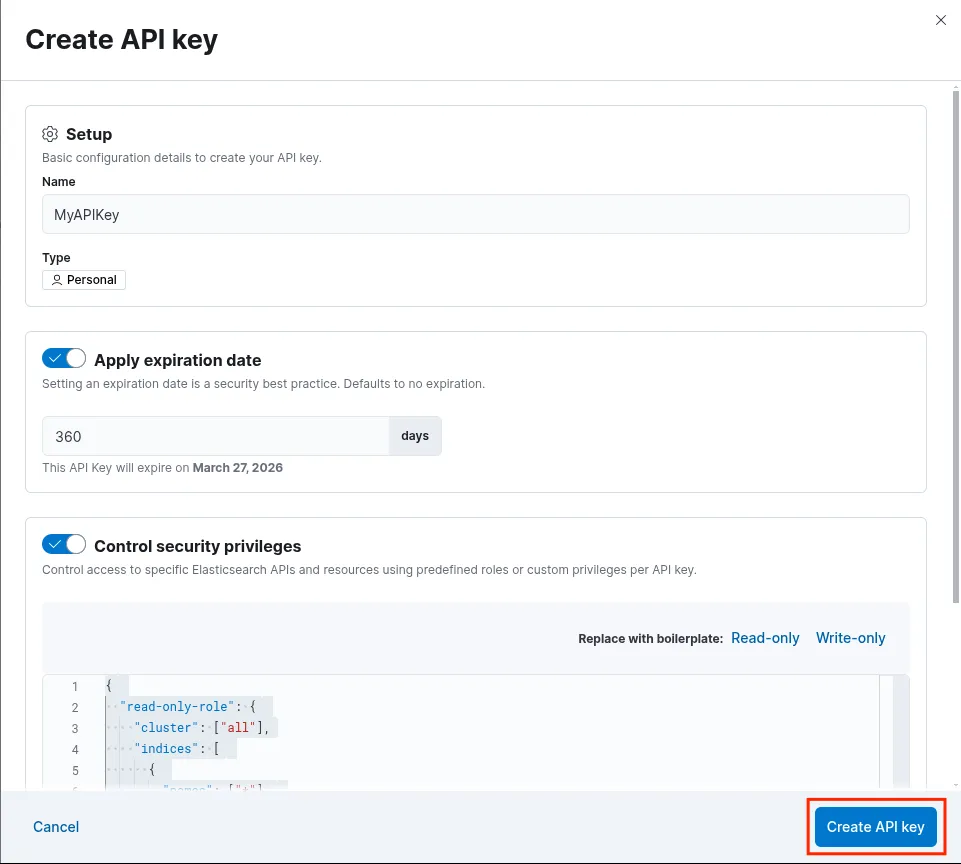 Create API key
Setup
Basic configuration details to create your API key.
Name
MyAPIKey
Type
Personal
Apply expiration date
Setting an expiration date is a security best practice. Defaults to no expiration.
360 days
This API Key will expire on March 27, 2026
Control security privileges
Control access to specific Elasticsearch APIs and resources using predefined roles or custom privileges per API key.
Replace with boilerplate: Read-only Write-only
1 {
2 "read-only-role": {
3 "cluster": ["all"],
4 "indices": [
5 {
Cancel Create API key